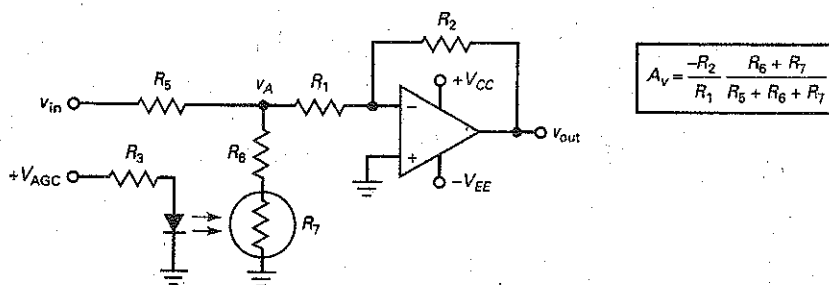 R2
R5
vA
R1
+VCC
vin
−
R6
+
vout
R3
+VAGC
−VEE
R7
Av = −R2/R1 R6 + R7/R5 + R6 + R7